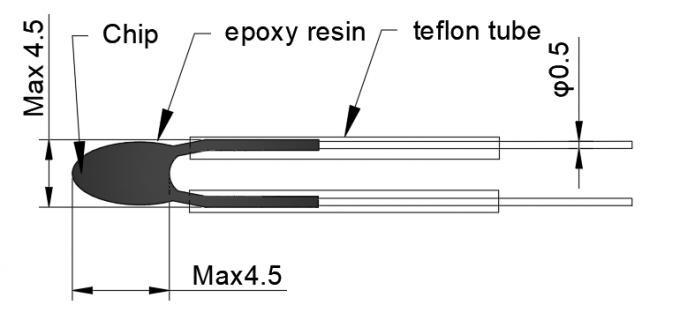 Chip
epoxy resin
teflon tube
Max 4.5
φ0.5
Max4.5